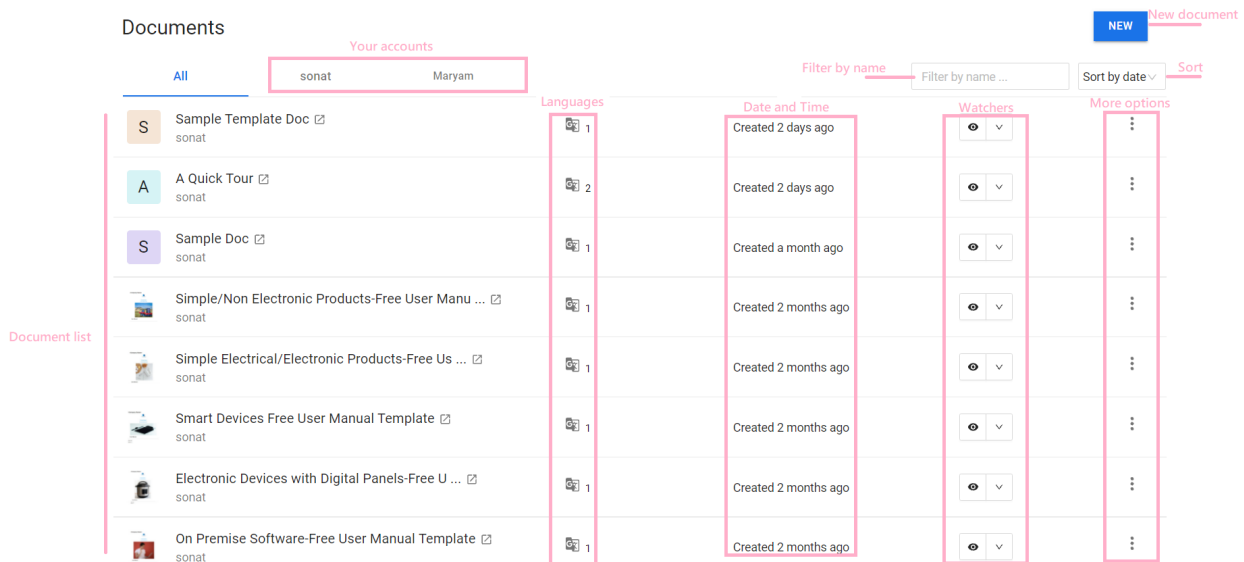 Documents
NEW
New document
Your accounts
All
sonat
Maryam
Filter by name
Filter by name ...
Sort by date
Sort
Languages
Date and Time
Watchers
More options
S
Sample Template Doc
sonat
1
Created 2 days ago
A
A Quick Tour
sonat
2
Created 2 days ago
S
Sample Doc
sonat
1
Created a month ago
Simple/Non Electronic Products-Free User Manu ...
sonat
1
Created 2 months ago
Document list
Simple Electrical/Electronic Products-Free Us ...
sonat
1
Created 2 months ago
Smart Devices Free User Manual Template
sonat
1
Created 2 months ago
Electronic Devices with Digital Panels-Free U ...
sonat
1
Created 2 months ago
On Premise Software-Free User Manual Template
sonat
1
Created 2 months ago